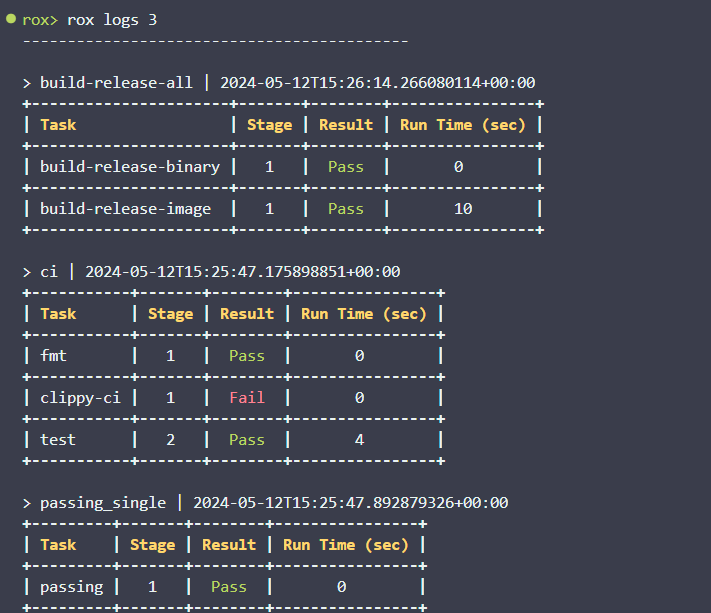 rox> rox logs 3
-------------------------------------------
> build-release-all | 2024-05-12T15:26:14.266080114+00:00
+----------------------+-------+--------+----------------+
| Task                 | Stage | Result | Run Time (sec) |
+----------------------+-------+--------+----------------+
| build-release-binary |   1   |  Pass  |       0        |
+----------------------+-------+--------+----------------+
| build-release-image  |   1   |  Pass  |       10       |
+----------------------+-------+--------+----------------+
> ci | 2024-05-12T15:25:47.175898851+00:00
+-----------+-------+--------+----------------+
| Task      | Stage | Result | Run Time (sec) |
+-----------+-------+--------+----------------+
| fmt       |   1   |  Pass  |       0        |
+-----------+-------+--------+----------------+
| clippy-ci |   1   |  Fail  |       0        |
+-----------+-------+--------+----------------+
| test      |   2   |  Pass  |       4        |
+-----------+-------+--------+----------------+
> passing_single | 2024-05-12T15:25:47.892879326+00:00
+---------+-------+--------+----------------+
| Task    | Stage | Result | Run Time (sec) |
+---------+-------+--------+----------------+
| passing |   1   |  Pass  |       0        |
+---------+-------+--------+----------------+